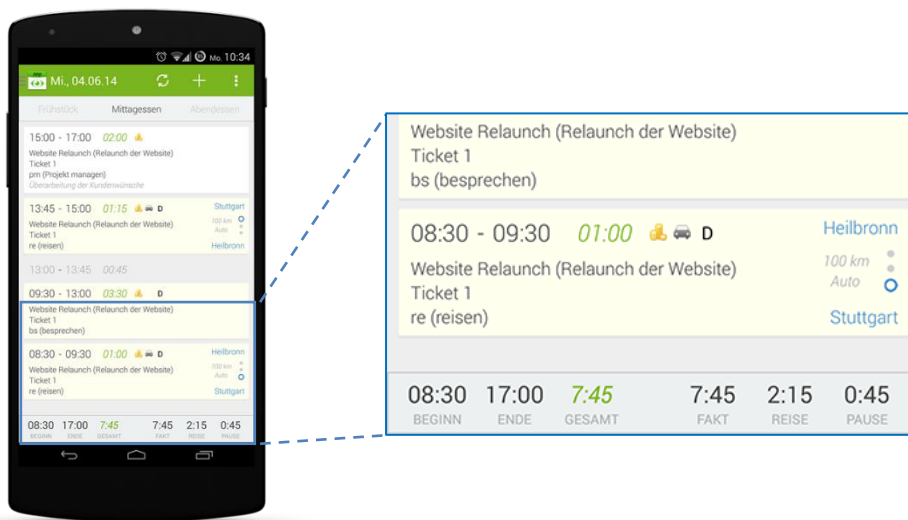 Mo. 10:34
Mi., 04.06.14
Frühstück Mittagessen Abendessen
15:00 - 17:00 02:00
Website Relaunch (Relaunch der Website)
Ticket 1
pm (Projekt managen)
Überarbeitung der Kundenwünsche
13:45 - 15:00 01:15 D Stuttgart
Website Relaunch (Relaunch der Website) 100 km
Ticket 1 Auto
re (reisen) Heilbronn
13:00 - 13:45 00:45
09:30 - 13:00 03:30 D
Website Relaunch (Relaunch der Website)
Ticket 1
bs (besprechen)
08:30 - 09:30 01:00 D Heilbronn
Website Relaunch (Relaunch der Website) 100 km
Ticket 1 Auto
re (reisen) Stuttgart
08:30 17:00 7:45 7:45 2:15 0:45
BEGINN ENDE GESAMT FAKT REISE PAUSE
Website Relaunch (Relaunch der Website)
Ticket 1
bs (besprechen)
08:30 - 09:30 01:00 D Heilbronn
Website Relaunch (Relaunch der Website) 100 km
Ticket 1 Auto
re (reisen) Stuttgart
08:30 17:00 7:45 7:45 2:15 0:45
BEGINN ENDE GESAMT FAKT REISE PAUSE